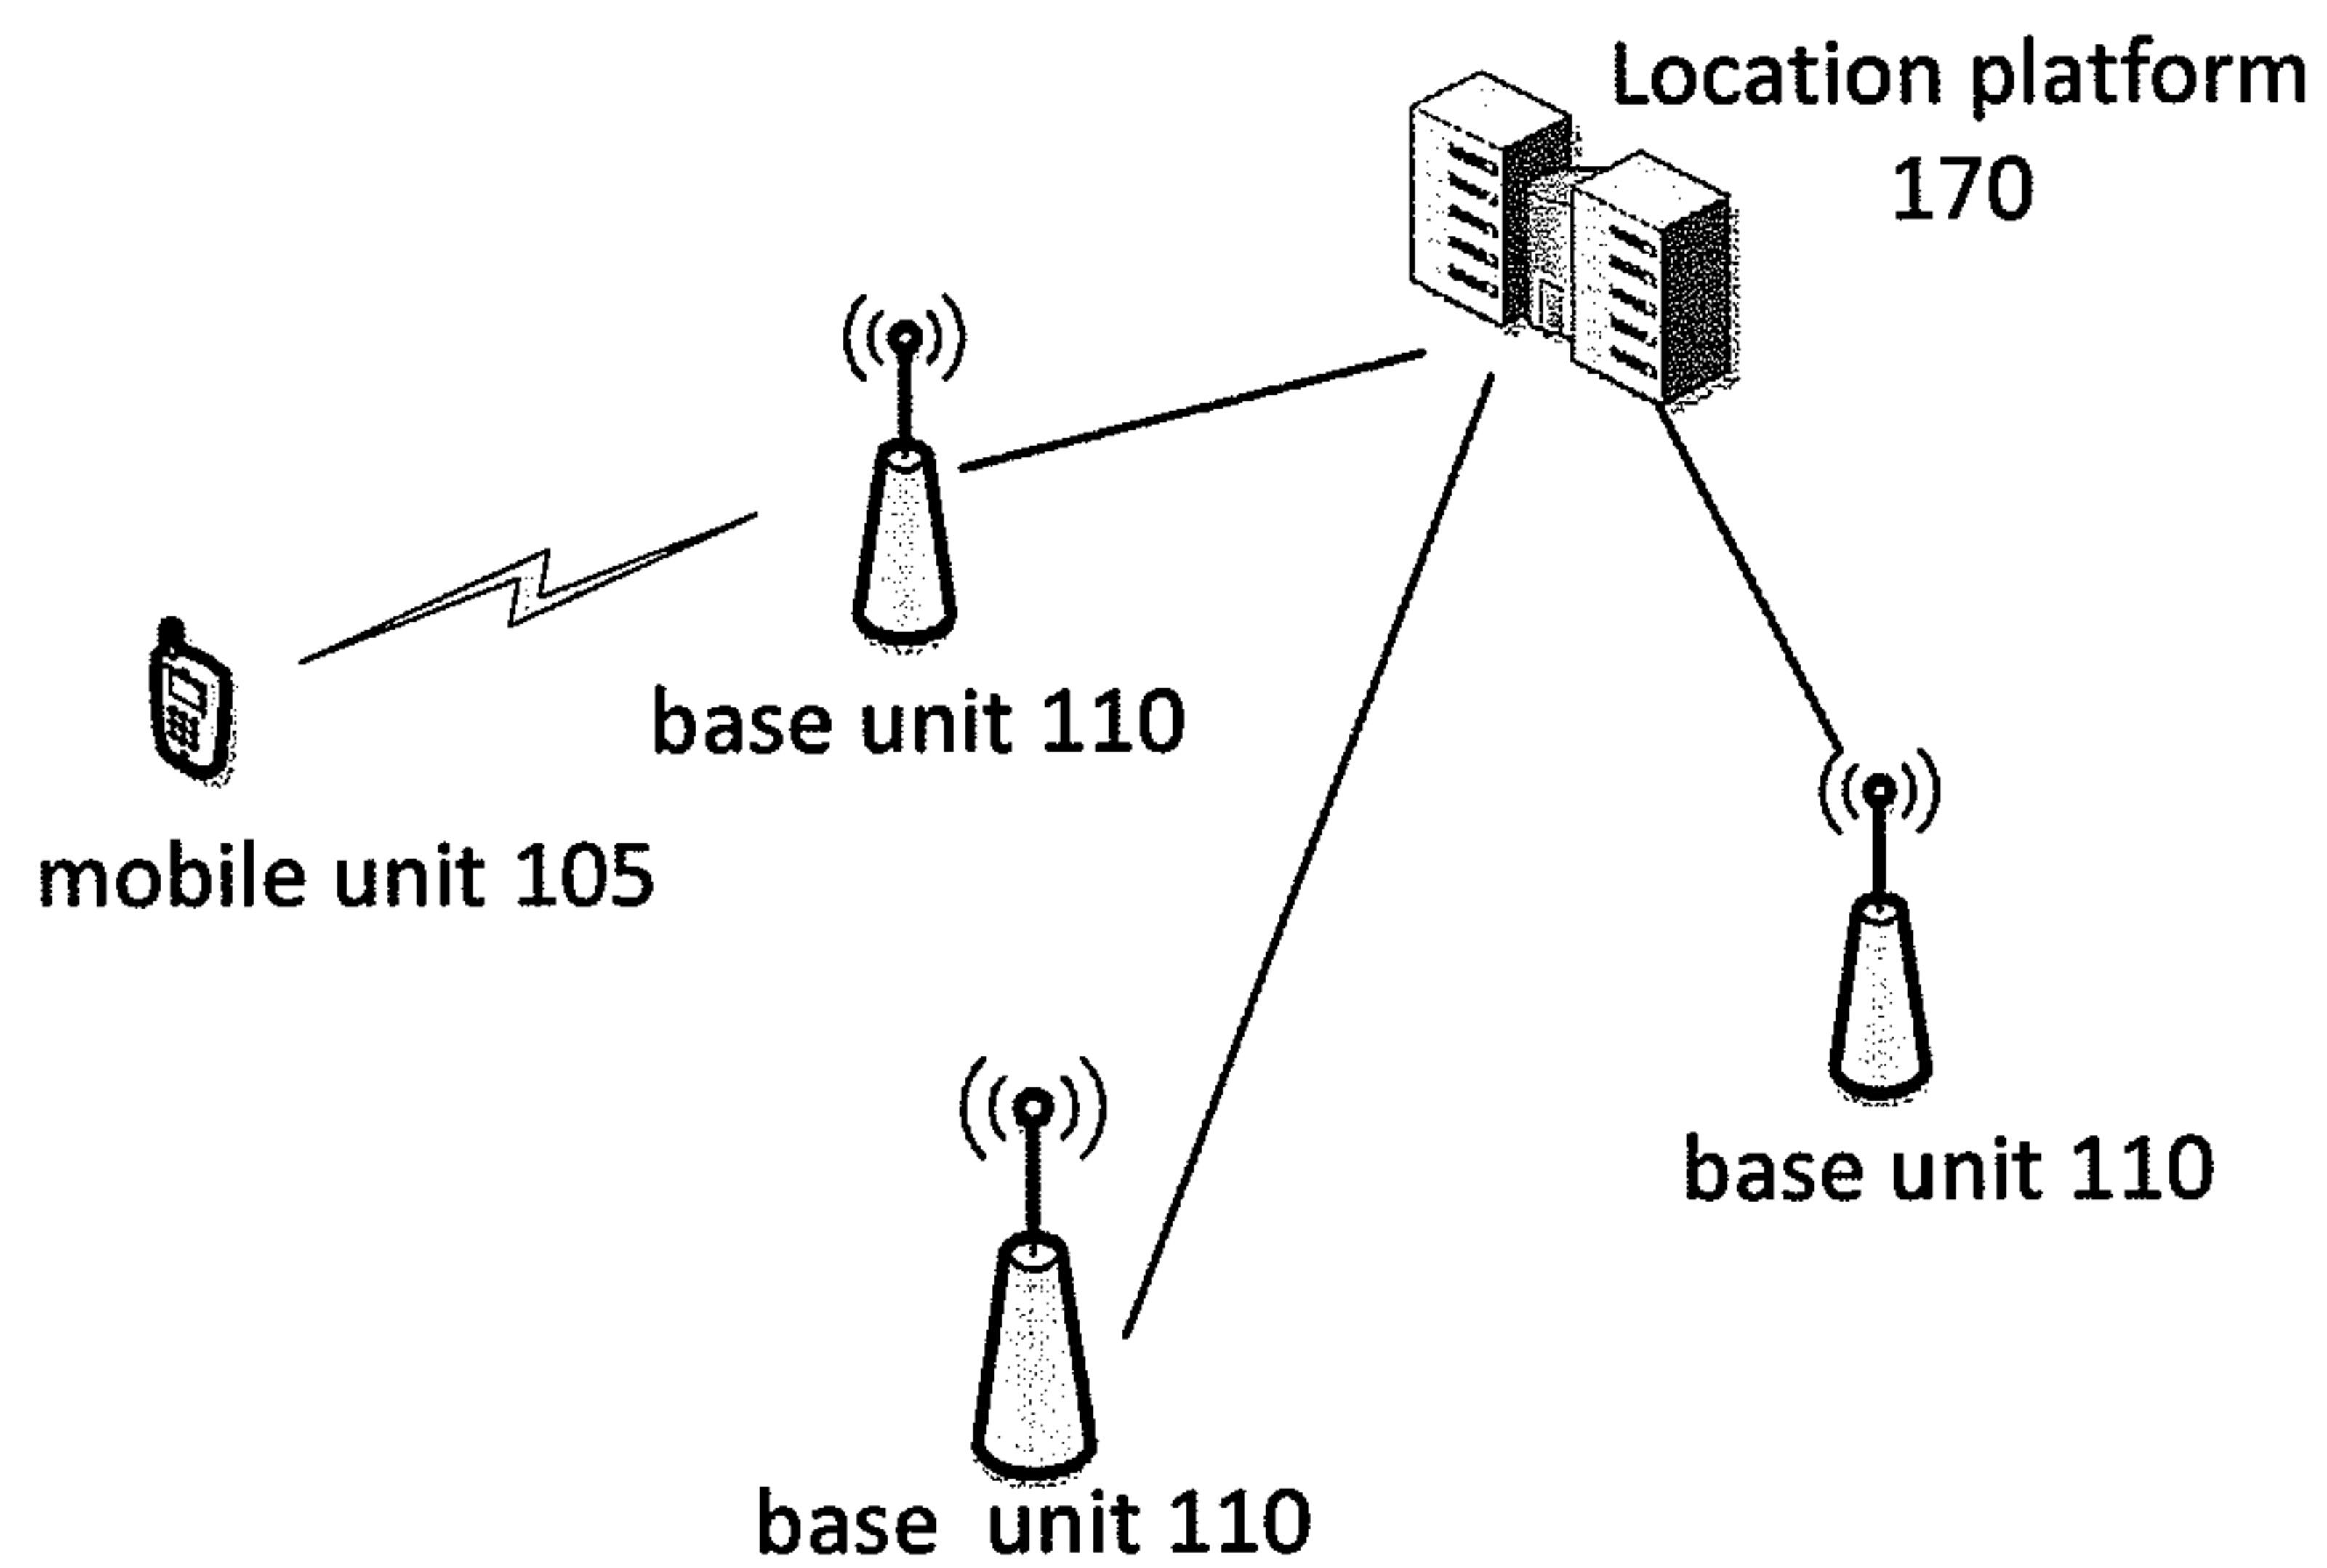 Location platform
170
base unit 110
mobile unit 105
base unit 110
base unit 110